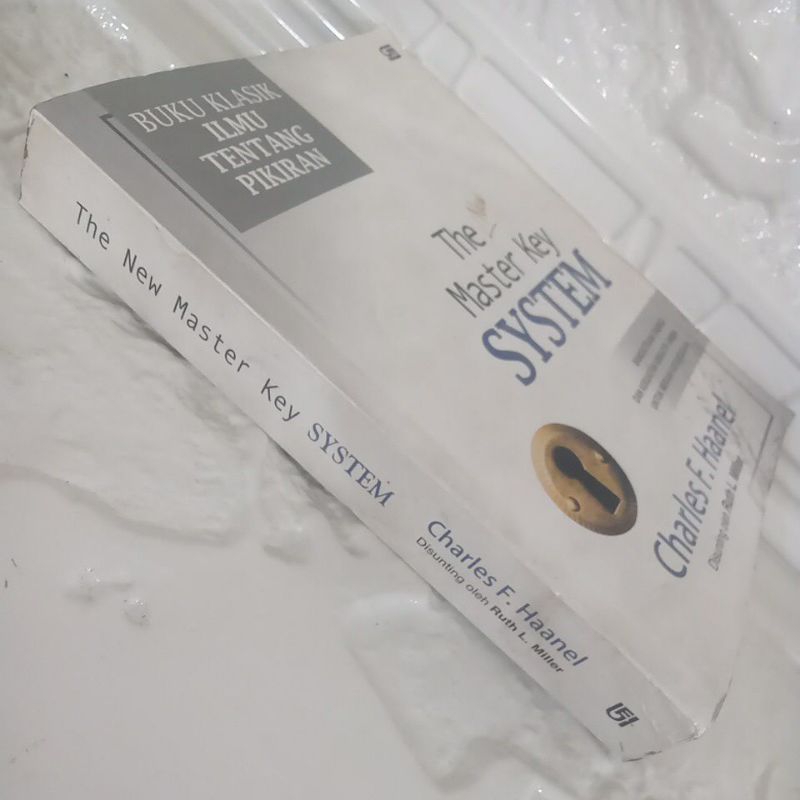 BUKU KLASIK
ILMU
TENTANG
PIKIRAN
The New
Master Key
SYSTEM
Charles F. Haanel
Disunting oleh Ruth L. Miller
The New Master Key SYSTEM
Charles F. Haanel
Disunting oleh Ruth L. Miller